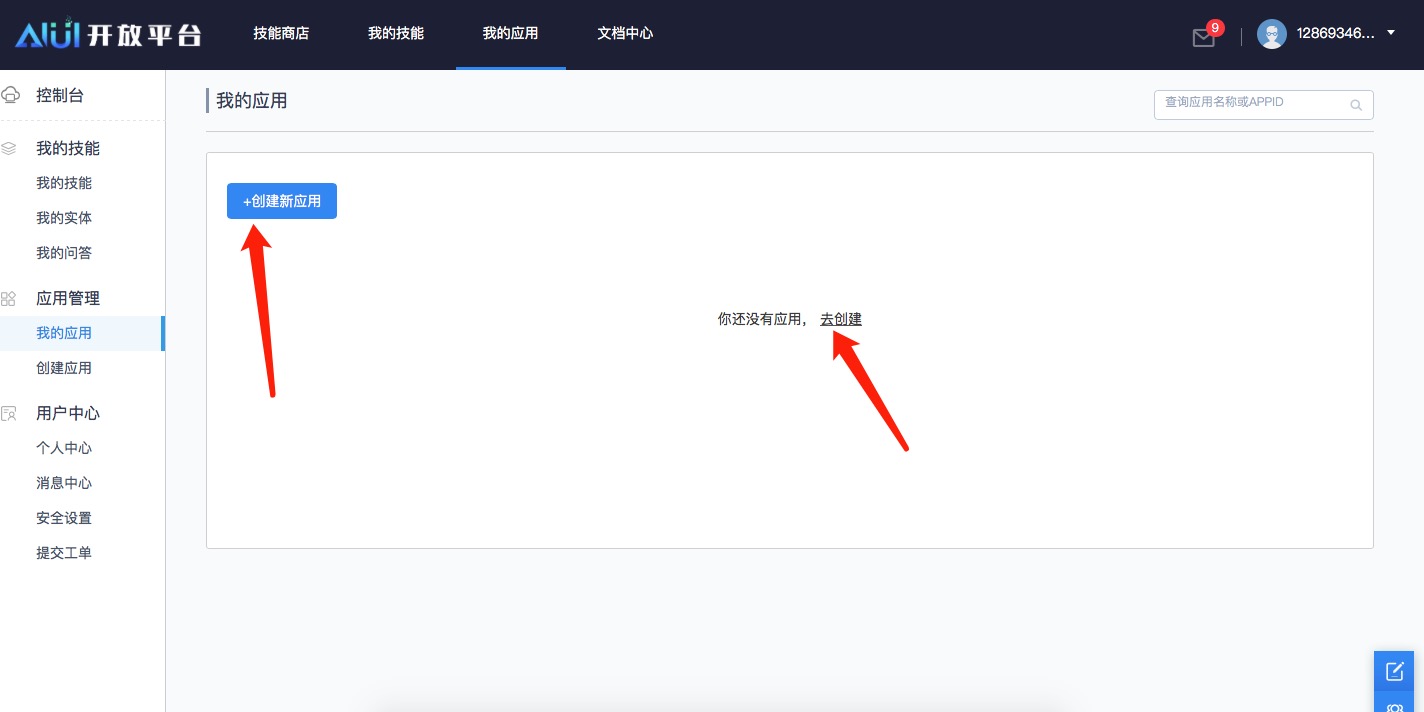 AIUI开放平台 技能商店 我的技能 我的应用 文档中心 9 12869346...
控制台
我的技能
我的技能
我的实体
我的问答
应用管理
我的应用
创建应用
用户中心
个人中心
消息中心
安全设置
提交工单
我的应用
查询应用名称或APPID
+创建新应用
你还没有应用， 去创建